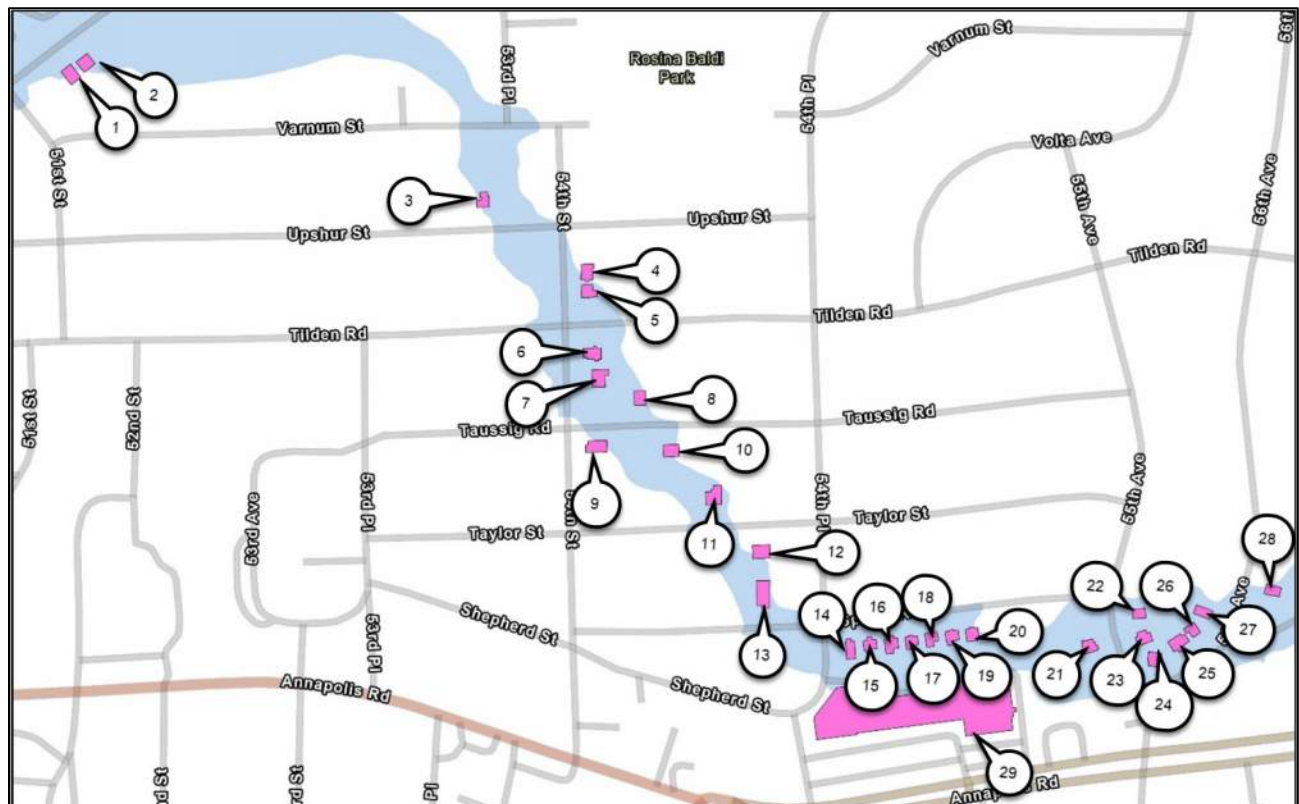 56th
Varnum St
Rosina Baldi
Park
53rd Pl
54th Pl
2
1
Varnum St
Volta Ave
51st St
54th St
55th Ave
56th Ave
3
Upshur St
Upshur St
Tilden Rd
4
5
Tilden Rd
Tilden Rd
6
7
8
51st St
52nd St
Taussig Rd
Taussig Rd
10
9
53rd Ave
53rd Pl
54th Pl
55th Ave
Taylor St
Taylor St
11
12
28
22
26
Shepherd St
53rd Pl
14
16
18
20
27
Ave
13
15
17
19
21
23
24
25
Annapolis Rd
Shepherd St
29
Pl